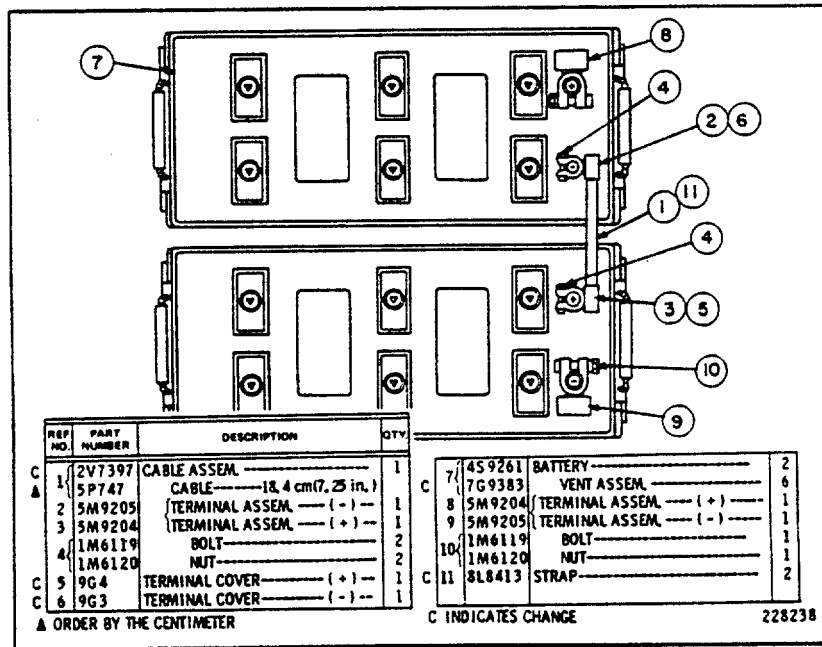 8
7
4
2 6
11
1
4
3 5
10
9
REF NO. PART NUMBER DESCRIPTION QTY
C 1 2V7397 CABLE ASSEM. 1
▲ 5P747 CABLE----18.4 cm(7.25 in.)
2 5M9205 TERMINAL ASSEM. ----(-)-- 1
3 5M9204 TERMINAL ASSEM. ----(+)-- 1
4 1M6119 BOLT 2
1M6120 NUT 2
C 5 9G4 TERMINAL COVER ----(+)-- 1
C 6 9G3 TERMINAL COVER ----(-)-- 1
▲ ORDER BY THE CENTIMETER
7 4S9261 BATTERY 2
C 7G9383 VENT ASSEM. 6
8 5M9204 TERMINAL ASSEM. ----(+)---- 1
9 5M9205 TERMINAL ASSEM. ----(-)---- 1
10 1M6119 BOLT 1
1M6120 NUT 1
C 11 8L8413 STRAP 2
C INDICATES CHANGE
228238